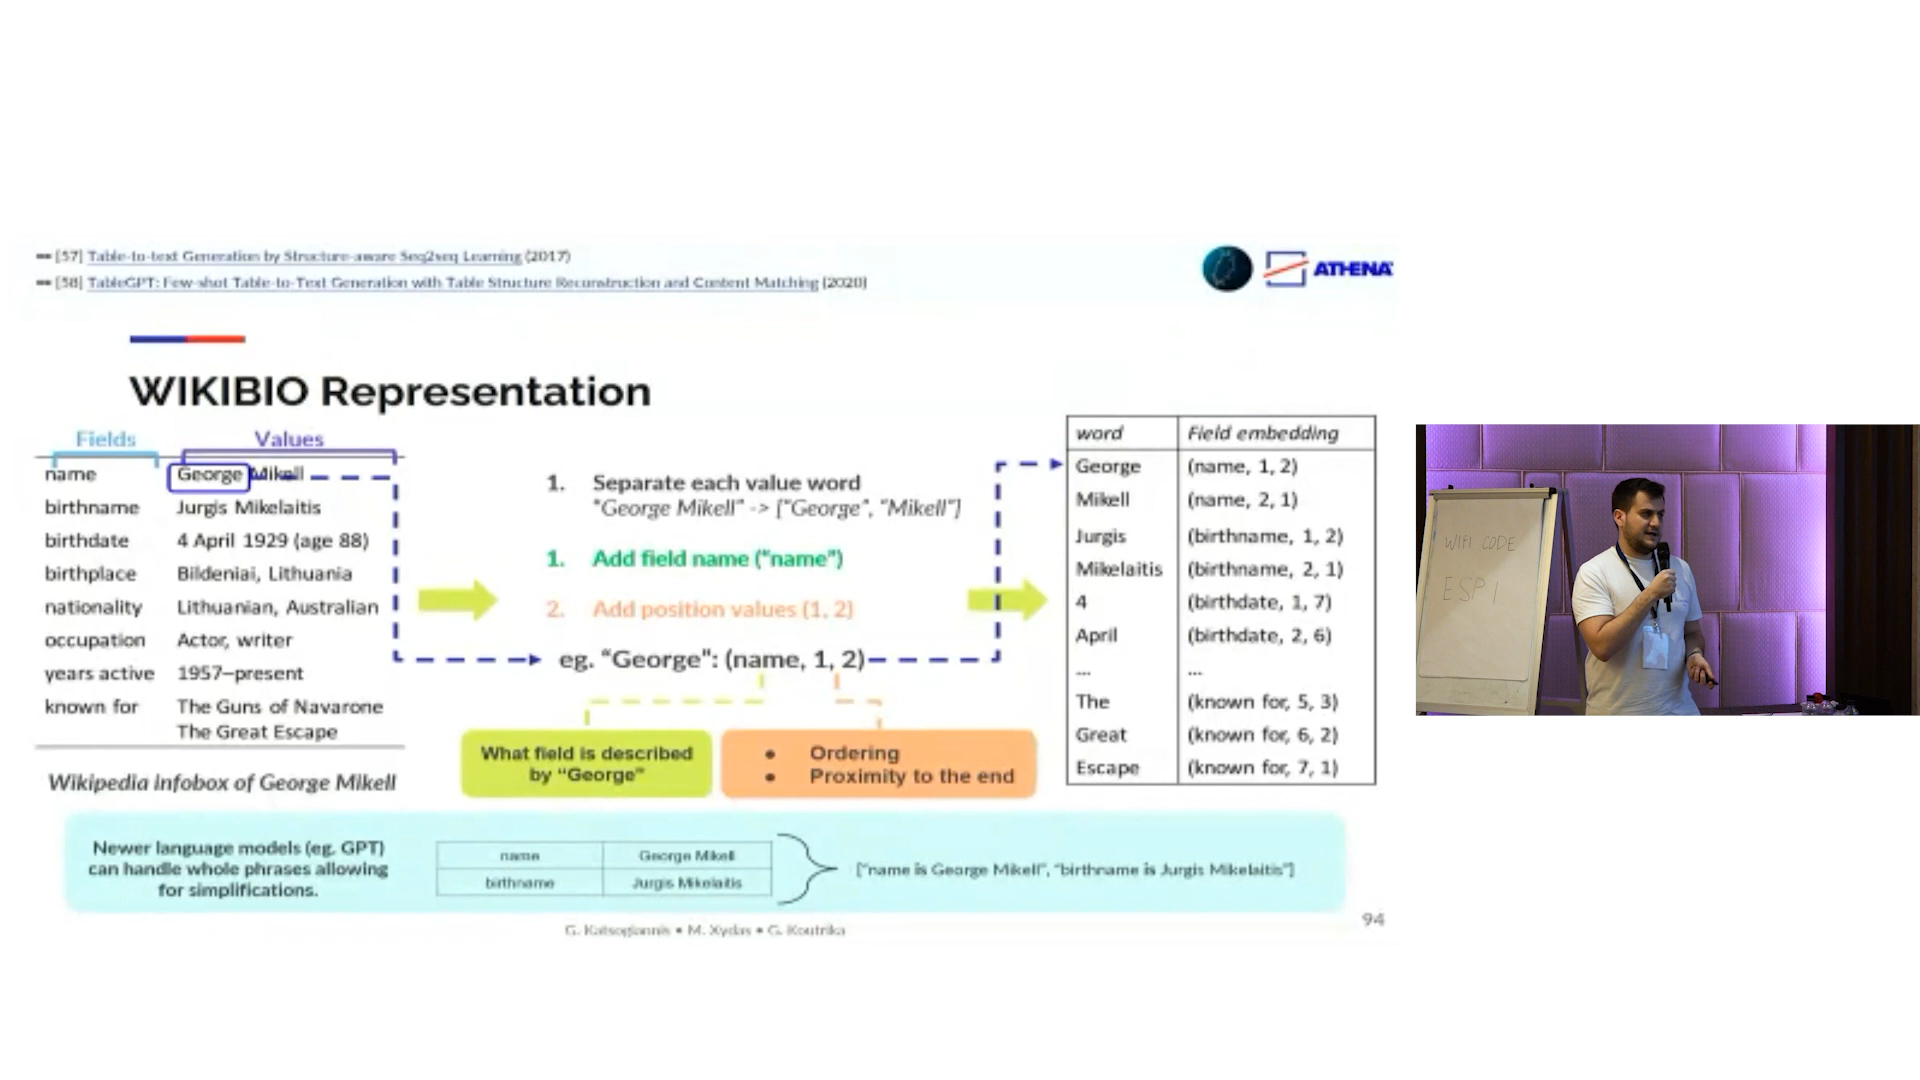 [57] Table-to-text Generation by Structure-aware Seq2seq Learning (2017)
[58] TableGPT: Few-shot Table-to-Text Generation with Table Structure Reconstruction and Content Matching (2020)
ATHENA
WIKIBIO Representation
Fields Values
name George Mikell
birthname Jurgis Mikelaitis
birthdate 4 April 1929 (age 88)
birthplace Bildeniai, Lithuania
nationality Lithuanian, Australian
occupation Actor, writer
years active 1957–present
known for The Guns of Navarone
The Great Escape
Wikipedia Infobox of George Mikell
1. Separate each value word
"George Mikell" -> ["George", "Mikell"]
1. Add field name ("name")
2. Add position values (1, 2)
eg. "George": (name, 1, 2)
What field is described
by "George"
● Ordering
● Proximity to the end
word Field embedding
George (name, 1, 2)
Mikell (name, 2, 1)
Jurgis (birthname, 1, 2)
Mikelaitis (birthname, 2, 1)
4 (birthdate, 1, 7)
April (birthdate, 2, 6)
... ...
The (known for, 5, 3)
Great (known for, 6, 2)
Escape (known for, 7, 1)
Newer language models (eg. GPT)
can handle whole phrases allowing
for simplifications.
name George Mikell
birthname Jurgis Mikelaitis
["name is George Mikell", "birthname is Jurgis Mikelaitis"]
G. Katsogiannis • M. Xydas • G. Koutrika
94
WIFI CODE
ESP1